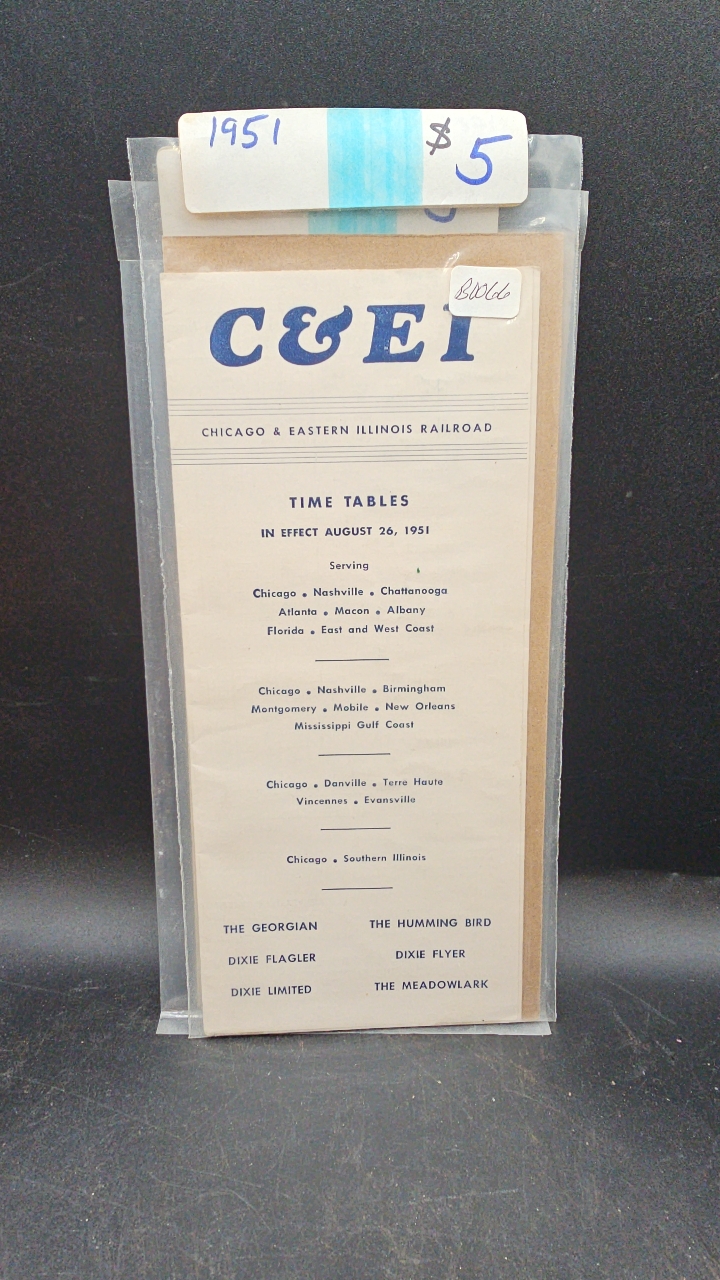 1951 $ 5
B0066
C&EI
CHICAGO & EASTERN ILLINOIS RAILROAD
TIME TABLES
IN EFFECT AUGUST 26, 1951
Serving
Chicago • Nashville • Chattanooga
Atlanta • Macon • Albany
Florida • East and West Coast
Chicago • Nashville • Birmingham
Montgomery • Mobile • New Orleans
Mississippi Gulf Coast
Chicago • Danville • Terre Haute
Vincennes • Evansville
Chicago • Southern Illinois
THE GEORGIAN THE HUMMING BIRD
DIXIE FLAGLER DIXIE FLYER
DIXIE LIMITED THE MEADOWLARK